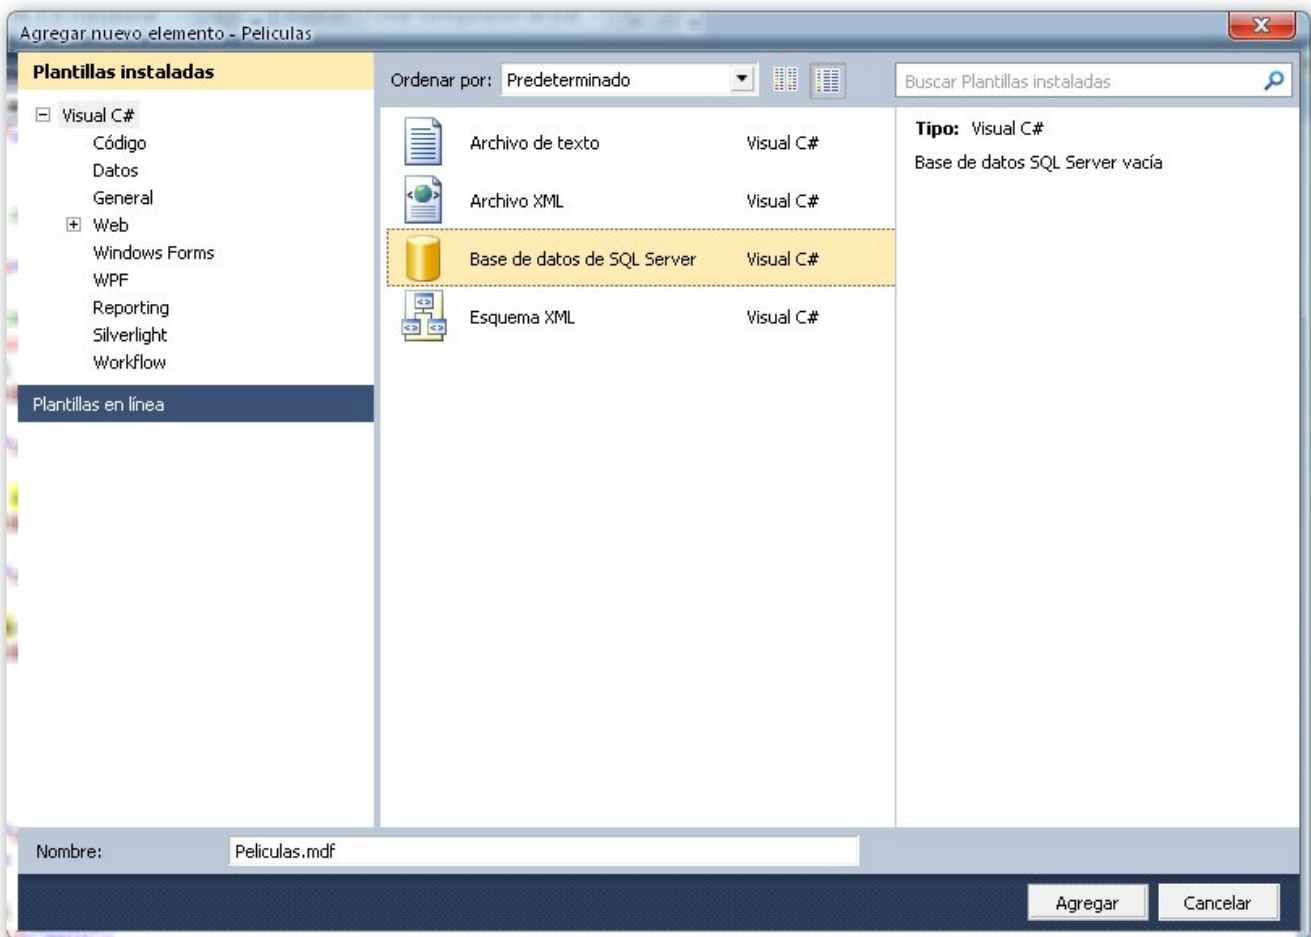 Agregar nuevo elemento - Peliculas
Plantillas instaladas
Visual C#
Código
Datos
General
Web
Windows Forms
WPF
Reporting
Silverlight
Workflow
Plantillas en línea
Ordenar por: Predeterminado
Buscar Plantillas instaladas
Archivo de texto Visual C#
Archivo XML Visual C#
Base de datos de SQL Server Visual C#
Esquema XML Visual C#
Tipo: Visual C#
Base de datos SQL Server vacía
Nombre: Peliculas.mdf
Agregar Cancelar